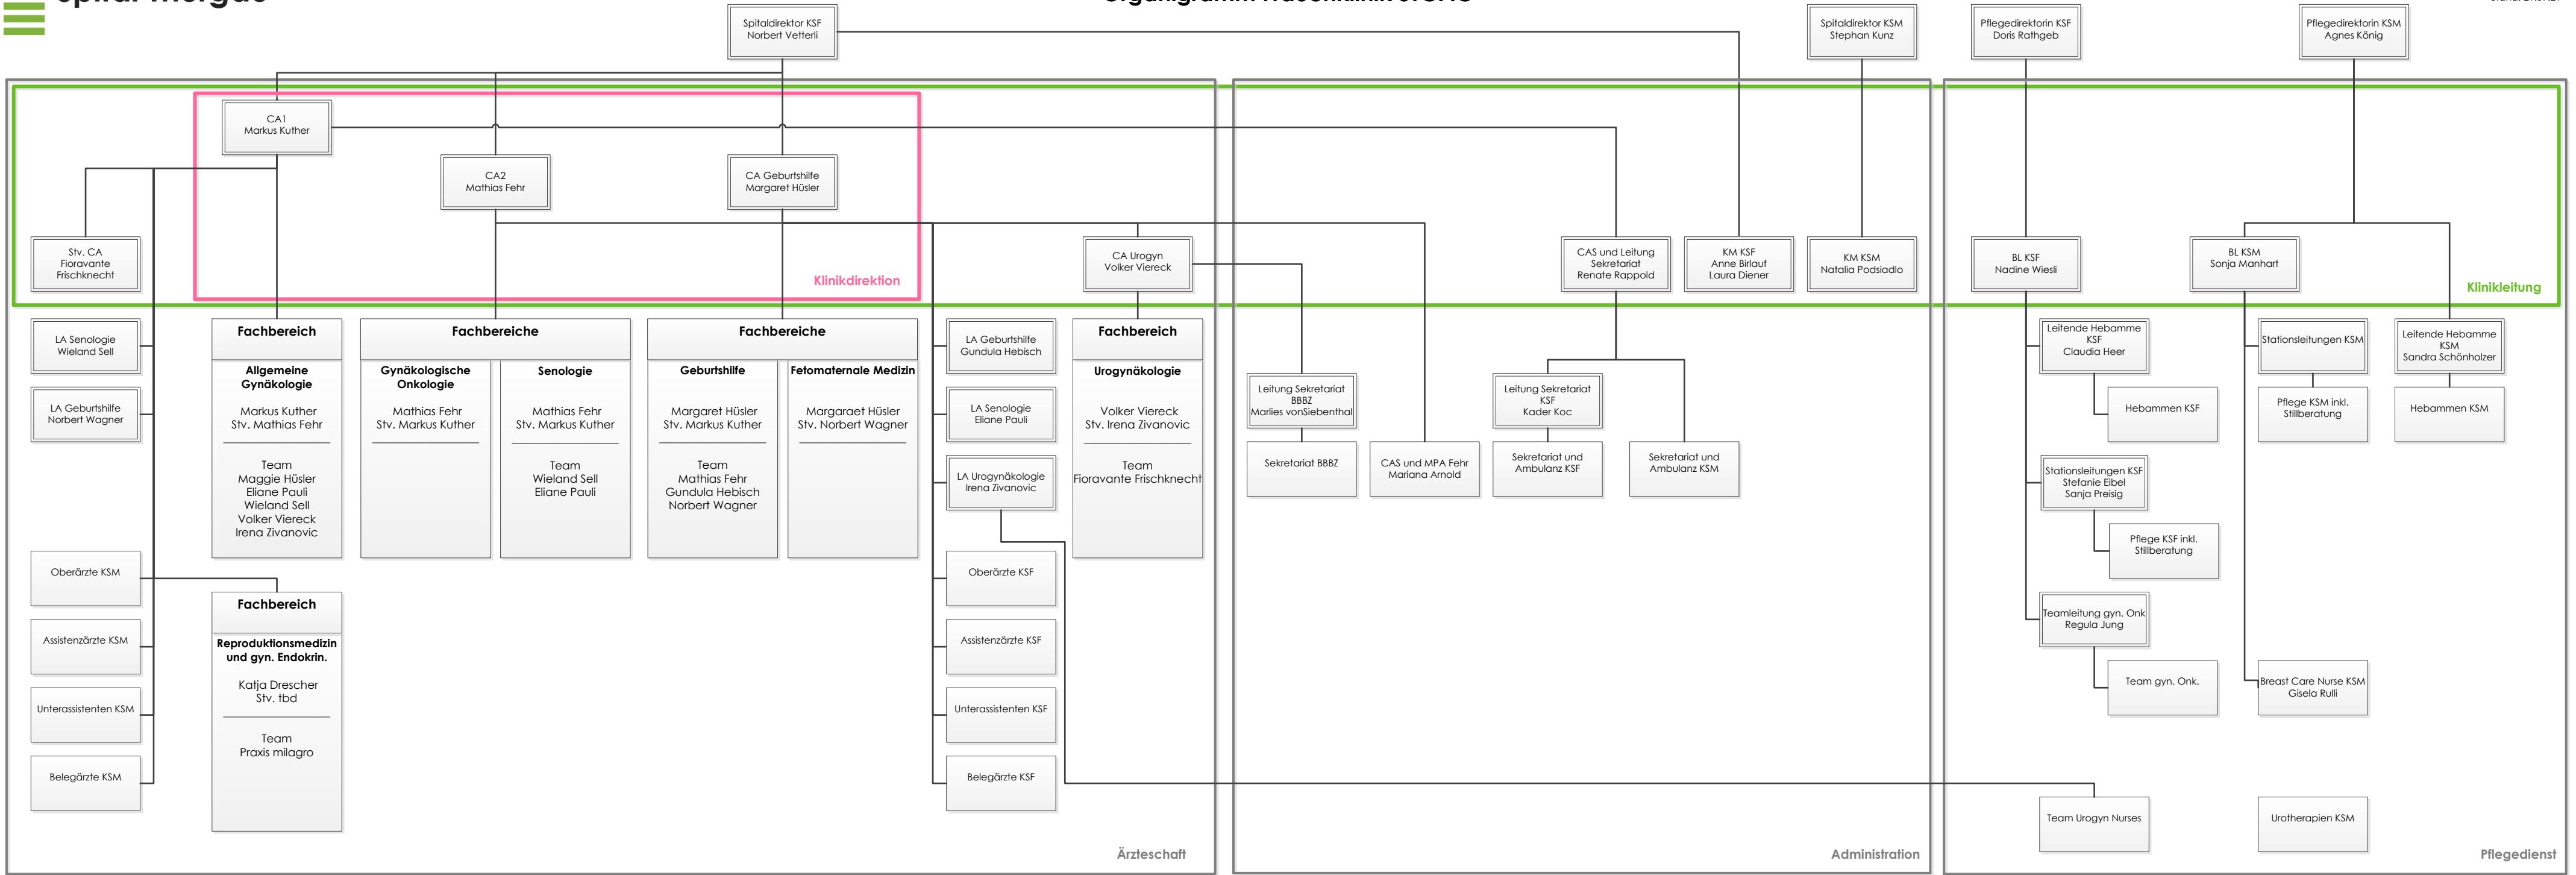 Spitaldirektor KSF
Norbert Vetterli
Spitaldirektor KSM
Stephan Kunz
Pflegedirektorin KSF
Doris Rathgeb
Pflegedirektorin KSM
Agnes König
CA1
Markus Kuther
CA2
Mathias Fehr
CA Geburtshilfe
Margaret Hüsler
Stv. CA
Fioravante
Frischknecht
Klinikdirektion
CA Urogyn
Volker Viereck
CAS und Leitung
Sekretariat
Renate Rappold
KM KSF
Anne Birlauf
Laura Diener
KM KSM
Natalia Podsiadlo
BL KSF
Nadine Wiesli
BL KSM
Sonja Manhart
Klinikleitung
LA Senologie
Wieland Sell
LA Geburtshilfe
Norbert Wagner
Oberärzte KSM
Assistenzärzte KSM
Unterassistenten KSM
Belegärzte KSM
Fachbereich
Allgemeine
Gynäkologie
Markus Kuther
Stv. Mathias Fehr
Team
Maggie Hüsler
Eliane Pauli
Wieland Sell
Volker Viereck
Irena Zivanovic
Fachbereich
Reproduktionsmedizin
und gyn. Endokrin.
Katja Drescher
Stv. tbd
Team
Praxis milagro
Fachbereiche
Gynäkologische
Onkologie
Mathias Fehr
Stv. Markus Kuther
Senologie
Mathias Fehr
Stv. Markus Kuther
Team
Wieland Sell
Eliane Pauli
Fachbereiche
Geburtshilfe
Margaret Hüsler
Stv. Markus Kuther
Team
Mathias Fehr
Gundula Hebisch
Norbert Wagner
Fetomaternale Medizin
Margaraet Hüsler
Stv. Norbert Wagner
LA Geburtshilfe
Gundula Hebisch
LA Senologie
Eliane Pauli
LA Urogynäkologie
Irena Zivanovic
Oberärzte KSF
Assistenzärzte KSF
Unterassistenten KSF
Belegärzte KSF
Fachbereich
Urogynäkologie
Volker Viereck
Stv. Irena Zivanovic
Team
Fioravante Frischknecht
Ärzteschaft
Leitung Sekretariat
BBBZ
Marlies vonSiebenthal
Sekretariat BBBZ
CAS und MPA Fehr
Mariana Arnold
Leitung Sekretariat
KSF
Kader Koc
Sekretariat und
Ambulanz KSF
Sekretariat und
Ambulanz KSM
Administration
Leitende Hebamme
KSF
Claudia Heer
Hebammen KSF
Stationsleitungen KSF
Stefanie Eibel
Sanja Preisig
Pflege KSF inkl.
Stillberatung
Teamleitung gyn. Onk
Regula Jung
Team gyn. Onk.
Team Urogyn Nurses
Stationsleitungen KSM
Pflege KSM inkl.
Stillberatung
Breast Care Nurse KSM
Gisela Rulli
Urotherapien KSM
Leitende Hebamme
KSM
Sandra Schönholzer
Hebammen KSM
Pflegedienst